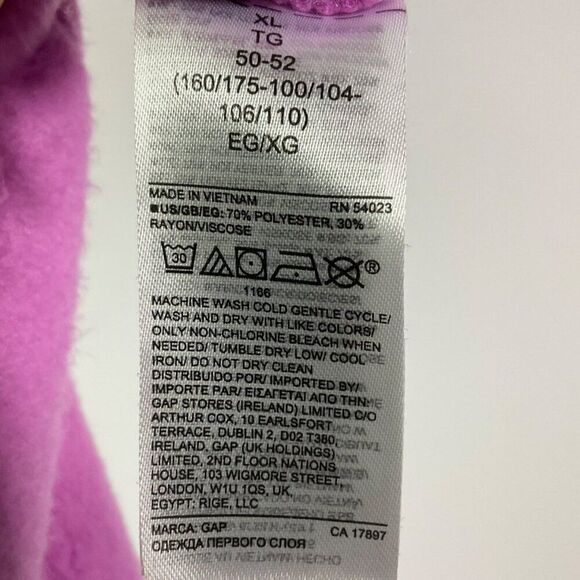 XL
TG
50-52
(160/175-100/104-
106/110)
EG/XG
MADE IN VIETNAM RN 54023
US/GB/EG: 70% POLYESTER, 30%
RAYON/VISCOSE
30
®
1166
MACHINE WASH COLD GENTLE CYCLE/
WASH AND DRY WITH LIKE COLORS/
ONLY NON-CHLORINE BLEACH WHEN
NEEDED/ TUMBLE DRY LOW/ COOL
IRON/ DO NOT DRY CLEAN
DISTRIBUIDO POR/ IMPORTED BY/
IMPORTE PAR/ ΕΙΣΑΓΕΤΑΙ ΑΠΟ ΤΗΝ:
GAP STORES (IRELAND) LIMITED C/O
ARTHUR COX, 10 EARLSFORT
TERRACE, DUBLIN 2, D02 T380,
IRELAND, GAP (UK HOLDINGS)
LIMITED, 2ND FLOOR NATIONS
HOUSE, 103 WIGMORE STREET,
LONDON, W1U 1QS, UK,
EGYPT: RIGE, LLC
MARCA: GAP CA 17897
ОДЕЖДА ПЕРВОГО СЛОЯ